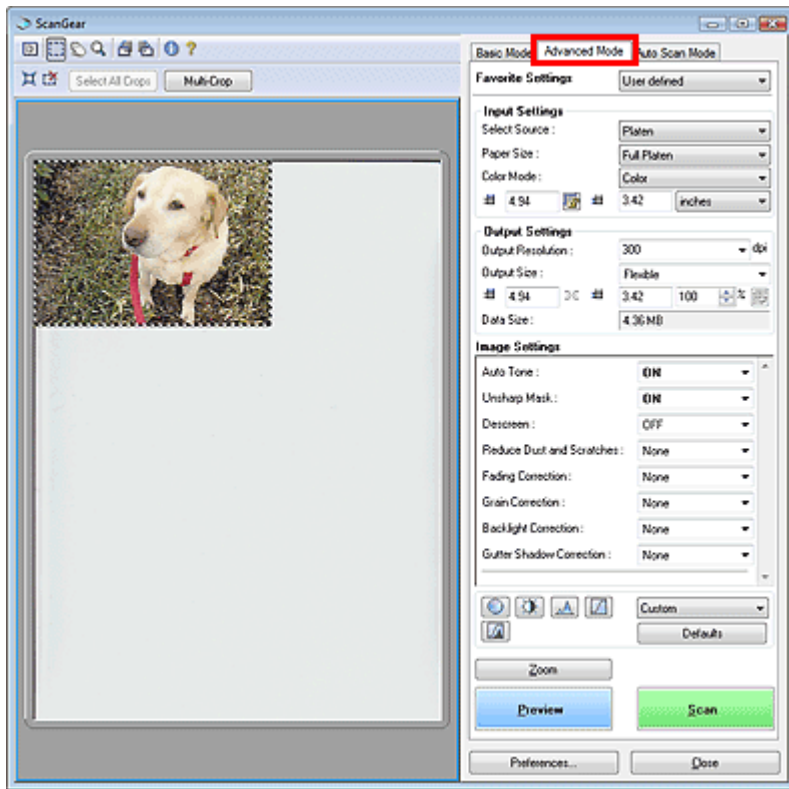 ScanGear
Basic Mode Advanced Mode Auto Scan Mode
Select All Crops Multi-Crop
Favorite Settings User defined
Input Settings
Select Source : Platen
Paper Size : Full Platen
Color Mode : Color
4.94 3.42 inches
Output Settings
Output Resolution : 300 dpi
Output Size : Flexible
4.94 3.42 100 %
Data Size : 4.36 MB
Image Settings
Auto Tone : ON
Unsharp Mask : ON
Descreen : OFF
Reduce Dust and Scratches : None
Fading Correction : None
Grain Correction : None
Backlight Correction : None
Gutter Shadow Correction : None
Custom
Defaults
Zoom
Preview Scan
Preferences... Close